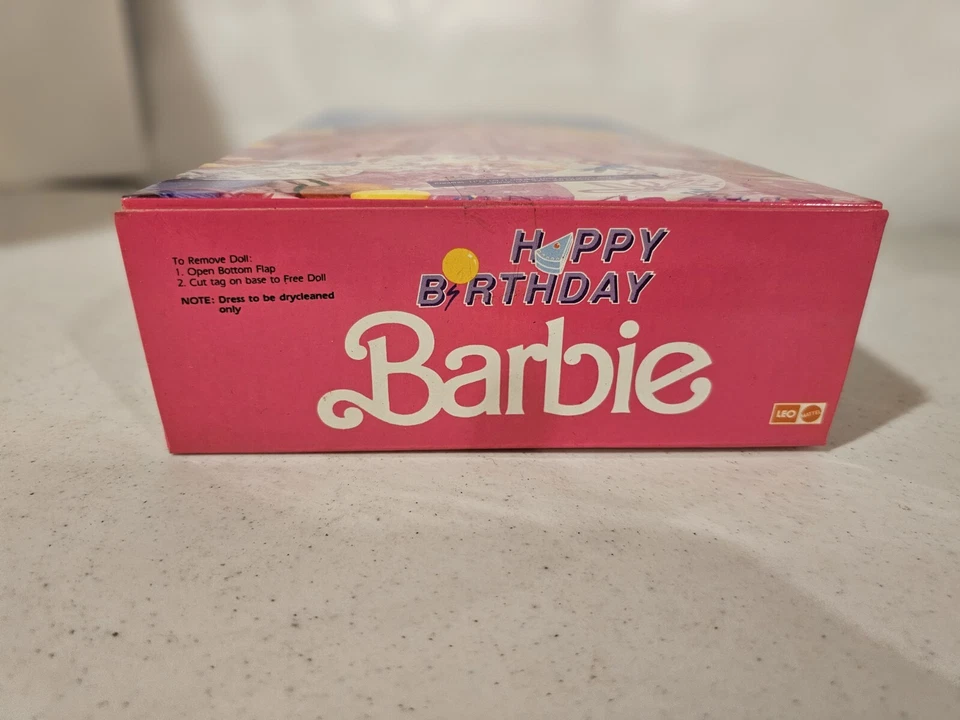 To Remove Doll:
1. Open Bottom Flap
2. Cut tag on base to Free Doll
NOTE: Dress to be drycleaned
only
HAPPY
BIRTHDAY
Barbie
LEO
MATTEL